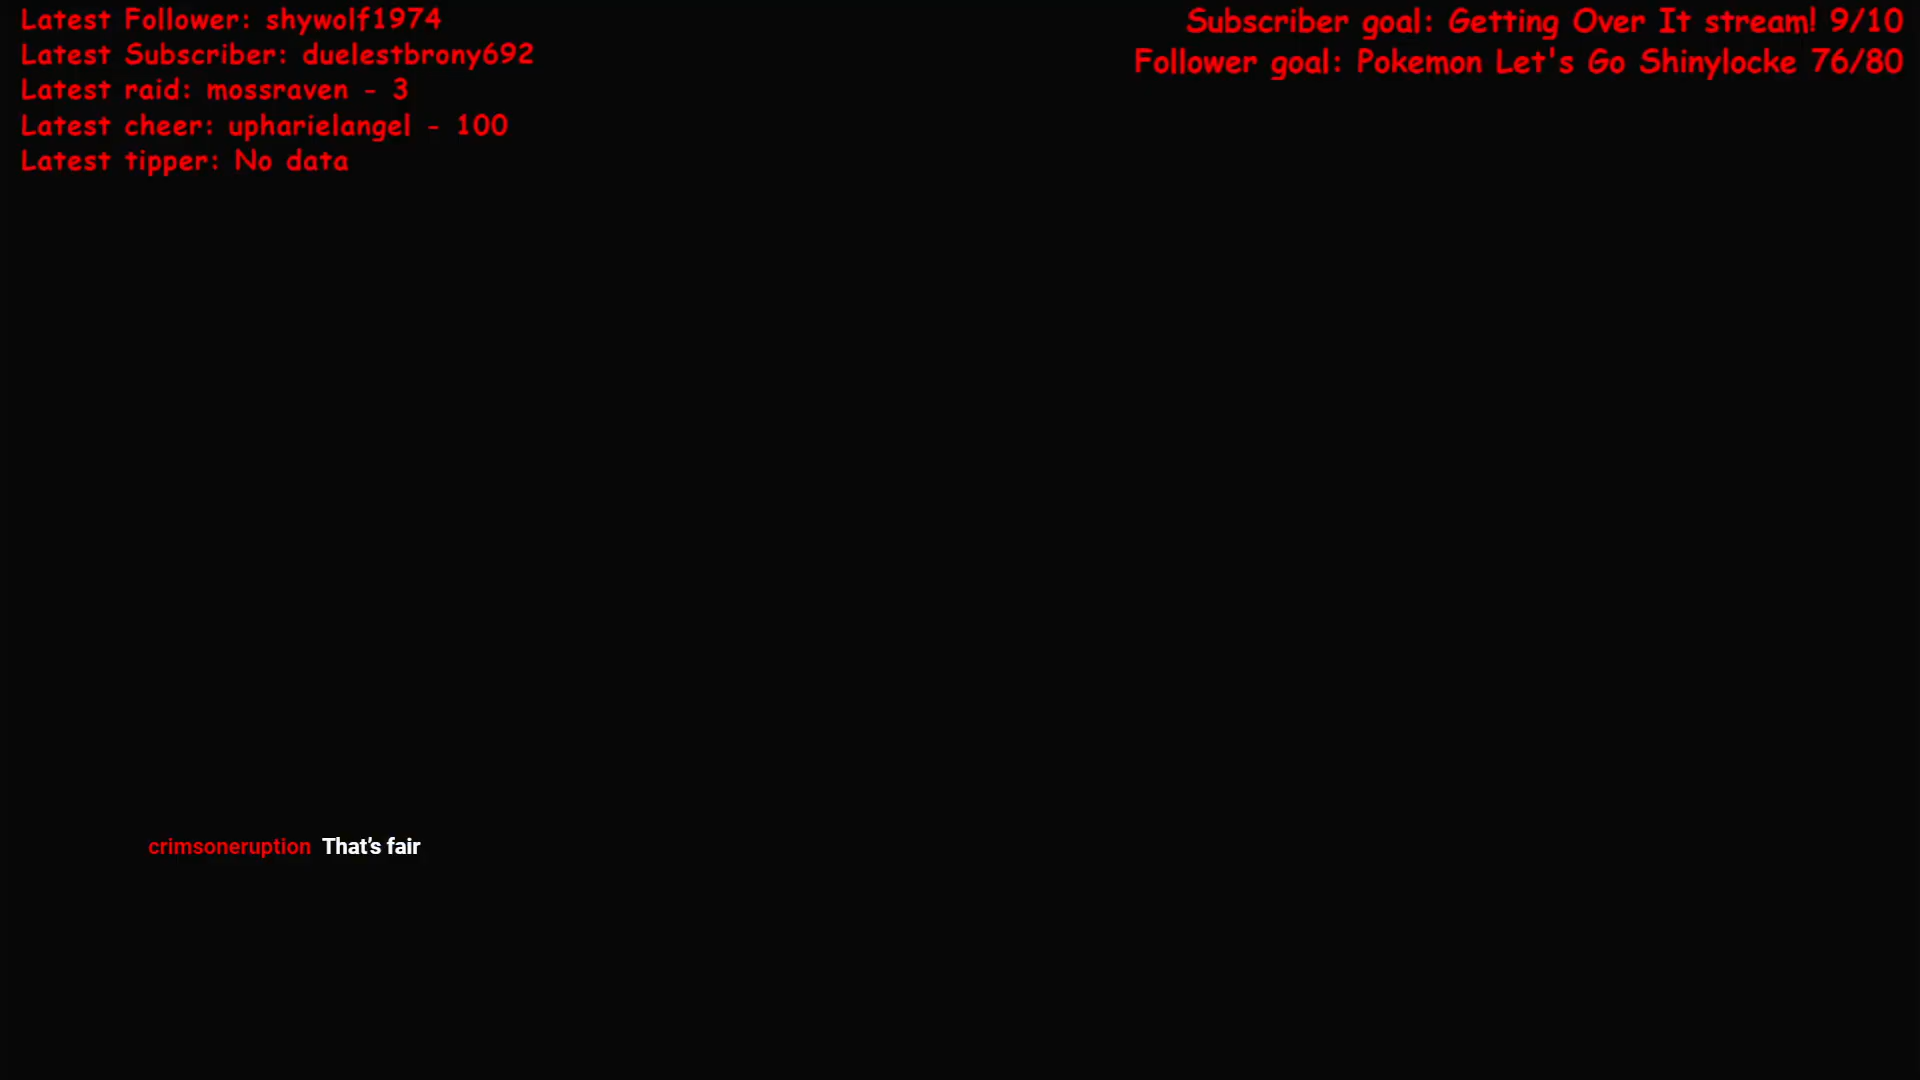 Latest Follower: shywolf1974
Latest Subscriber: duelestbrony692
Latest raid: mossraven - 3
Latest cheer: upharielangel - 100
Latest tipper: No data
Subscriber goal: Getting Over It stream! 9/10
Follower goal: Pokemon Let's Go Shinylocke 76/80
crimsoneruption That's fair